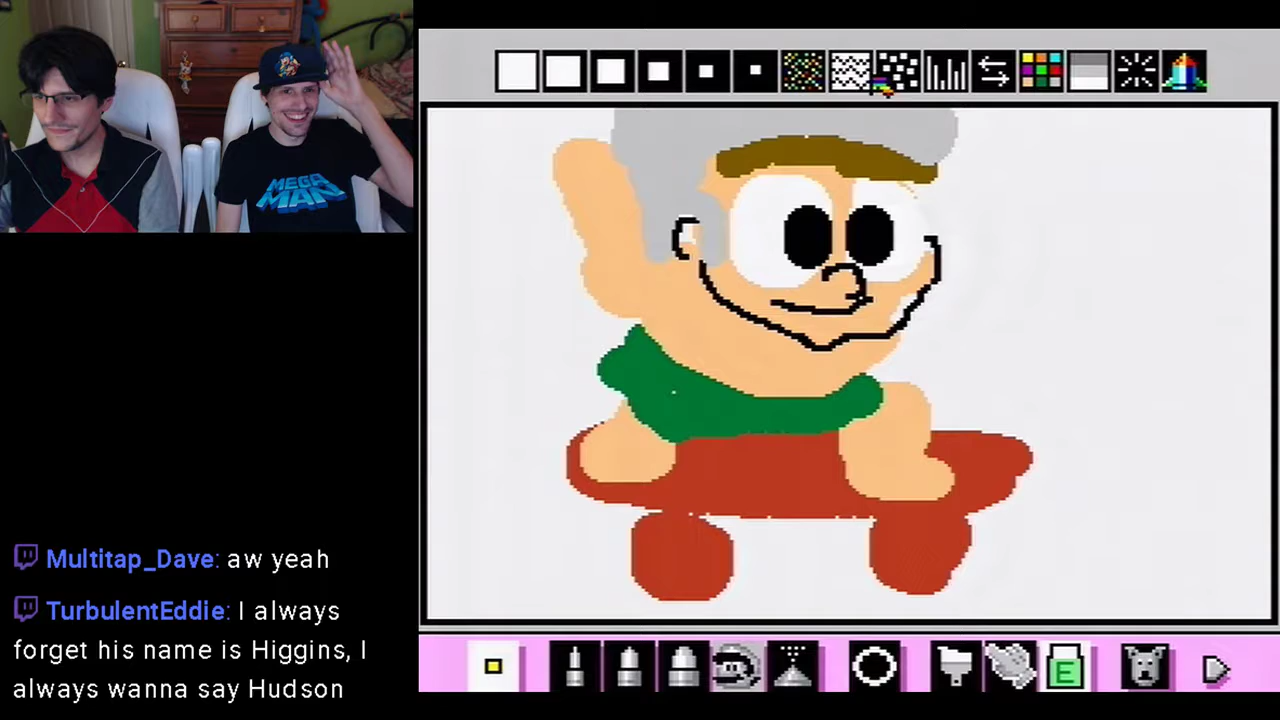 MEGA
MAN
Multitap_Dave: aw yeah
TurbulentEddie: I always
forget his name is Higgins, I
always wanna say Hudson
E